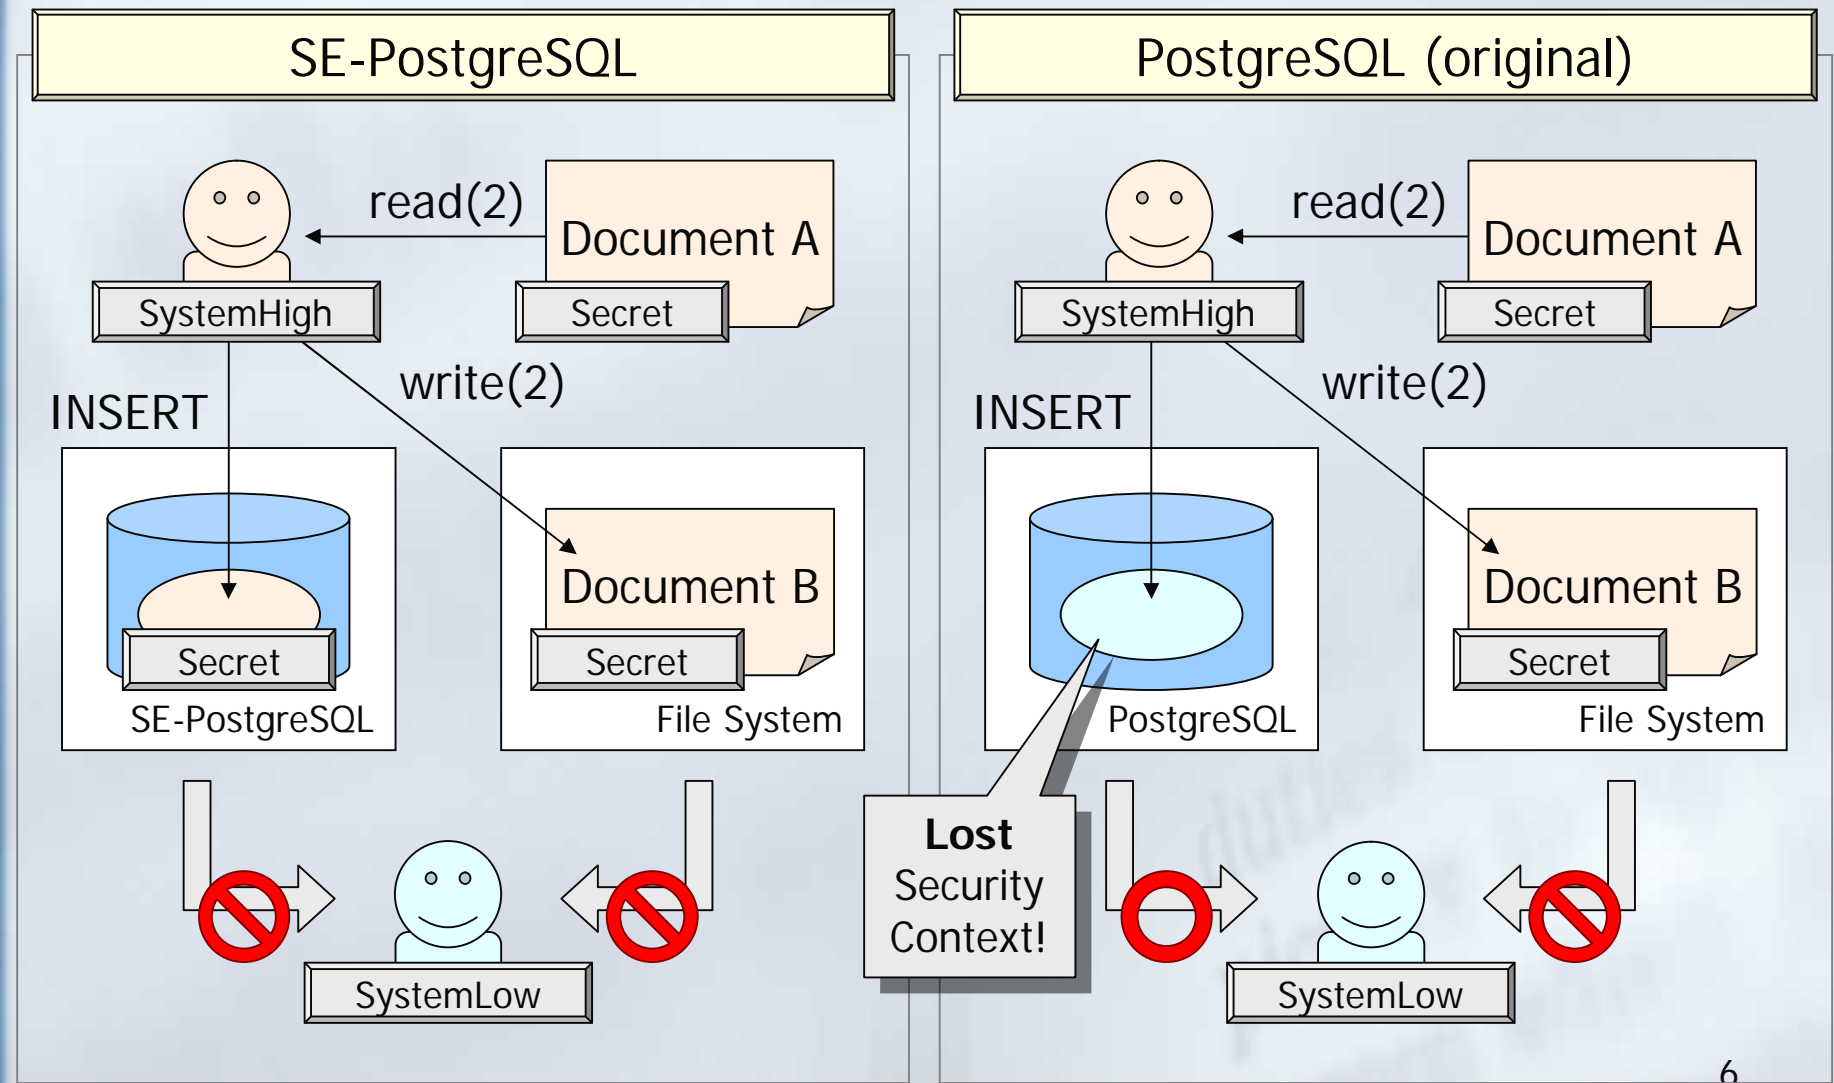 SE-PostgreSQL
read(2)
Document A
SystemHigh
Secret
write(2)
INSERT
Document B
Secret
Secret
SE-PostgreSQL
File System
SystemLow
PostgreSQL (original)
read(2)
Document A
SystemHigh
Secret
write(2)
INSERT
Document B
Secret
PostgreSQL
File System
Lost
Security
Context!
SystemLow
6